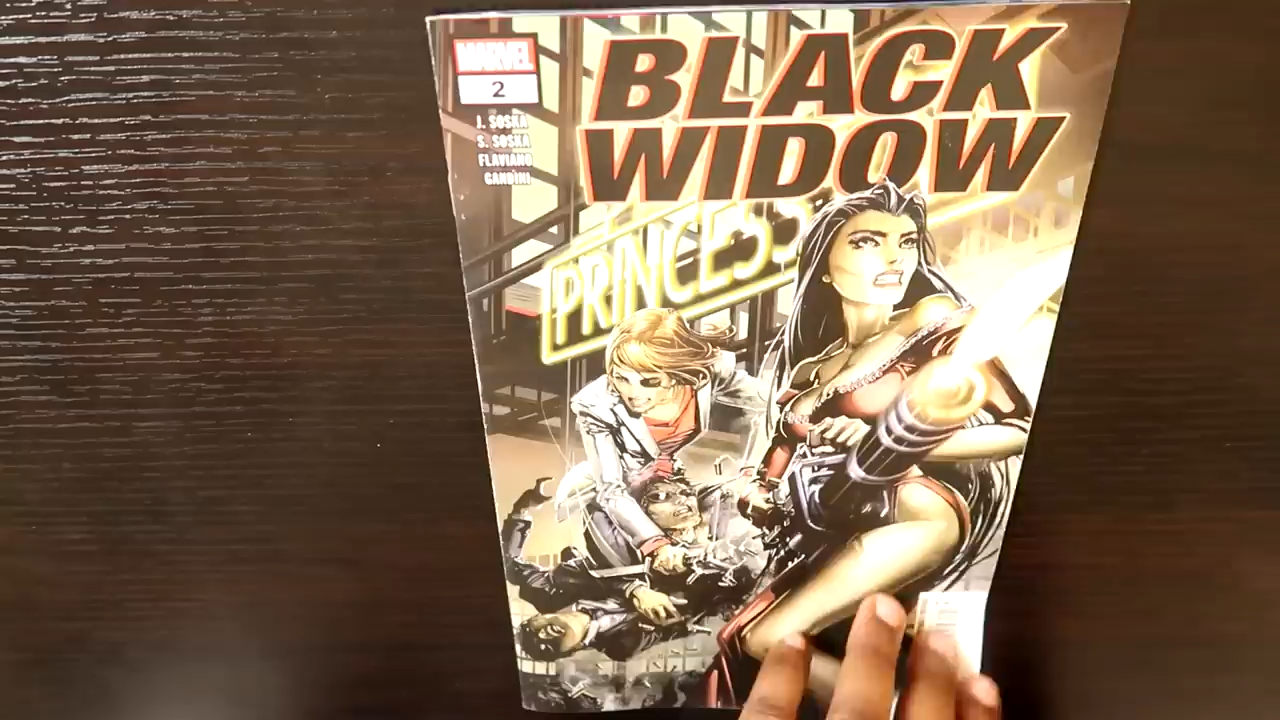 MARVEL
2
J. SOSKA
S. SOSKA
FLAVIANO
GANDINI
BLACK
WIDOW
PRINCESS